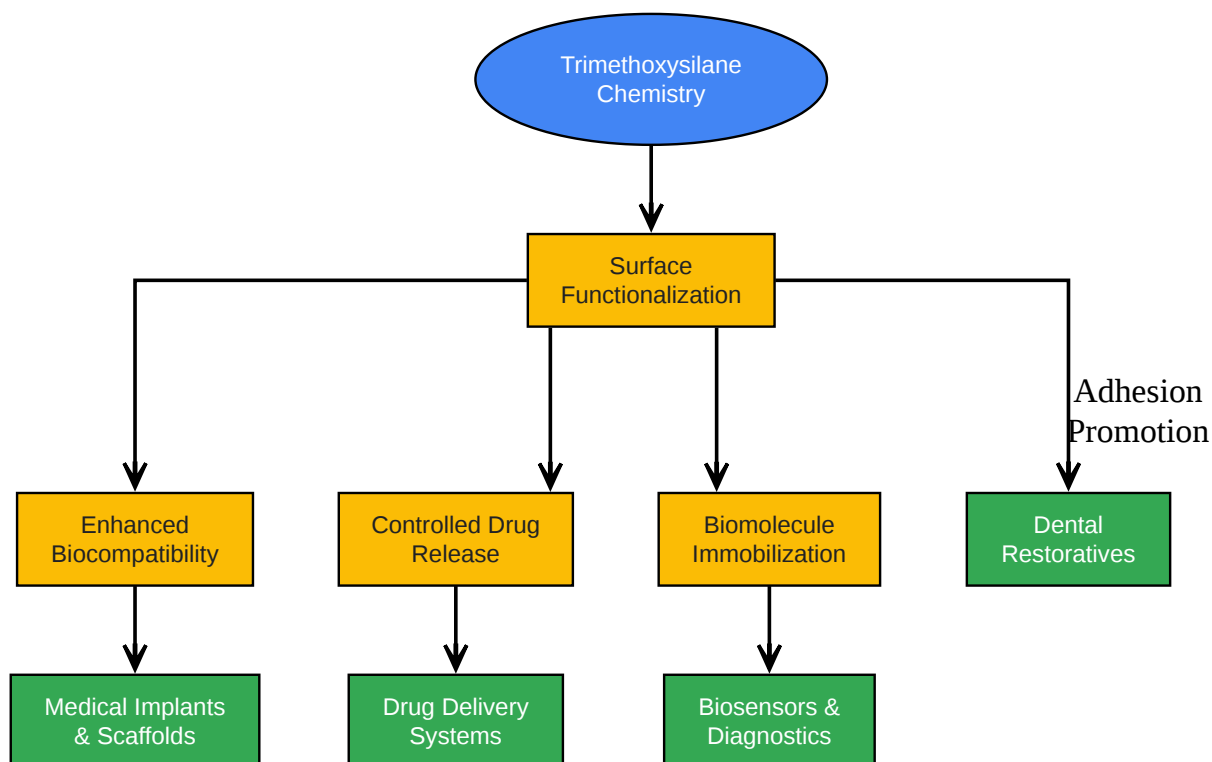 Trimethoxysilane
Chemistry
Surface
Functionalization
Adhesion
Promotion
Enhanced
Biocompatibility
Controlled Drug
Release
Biomolecule
Immobilization
Dental
Restoratives
Medical Implants
& Scaffolds
Drug Delivery
Systems
Biosensors &
Diagnostics